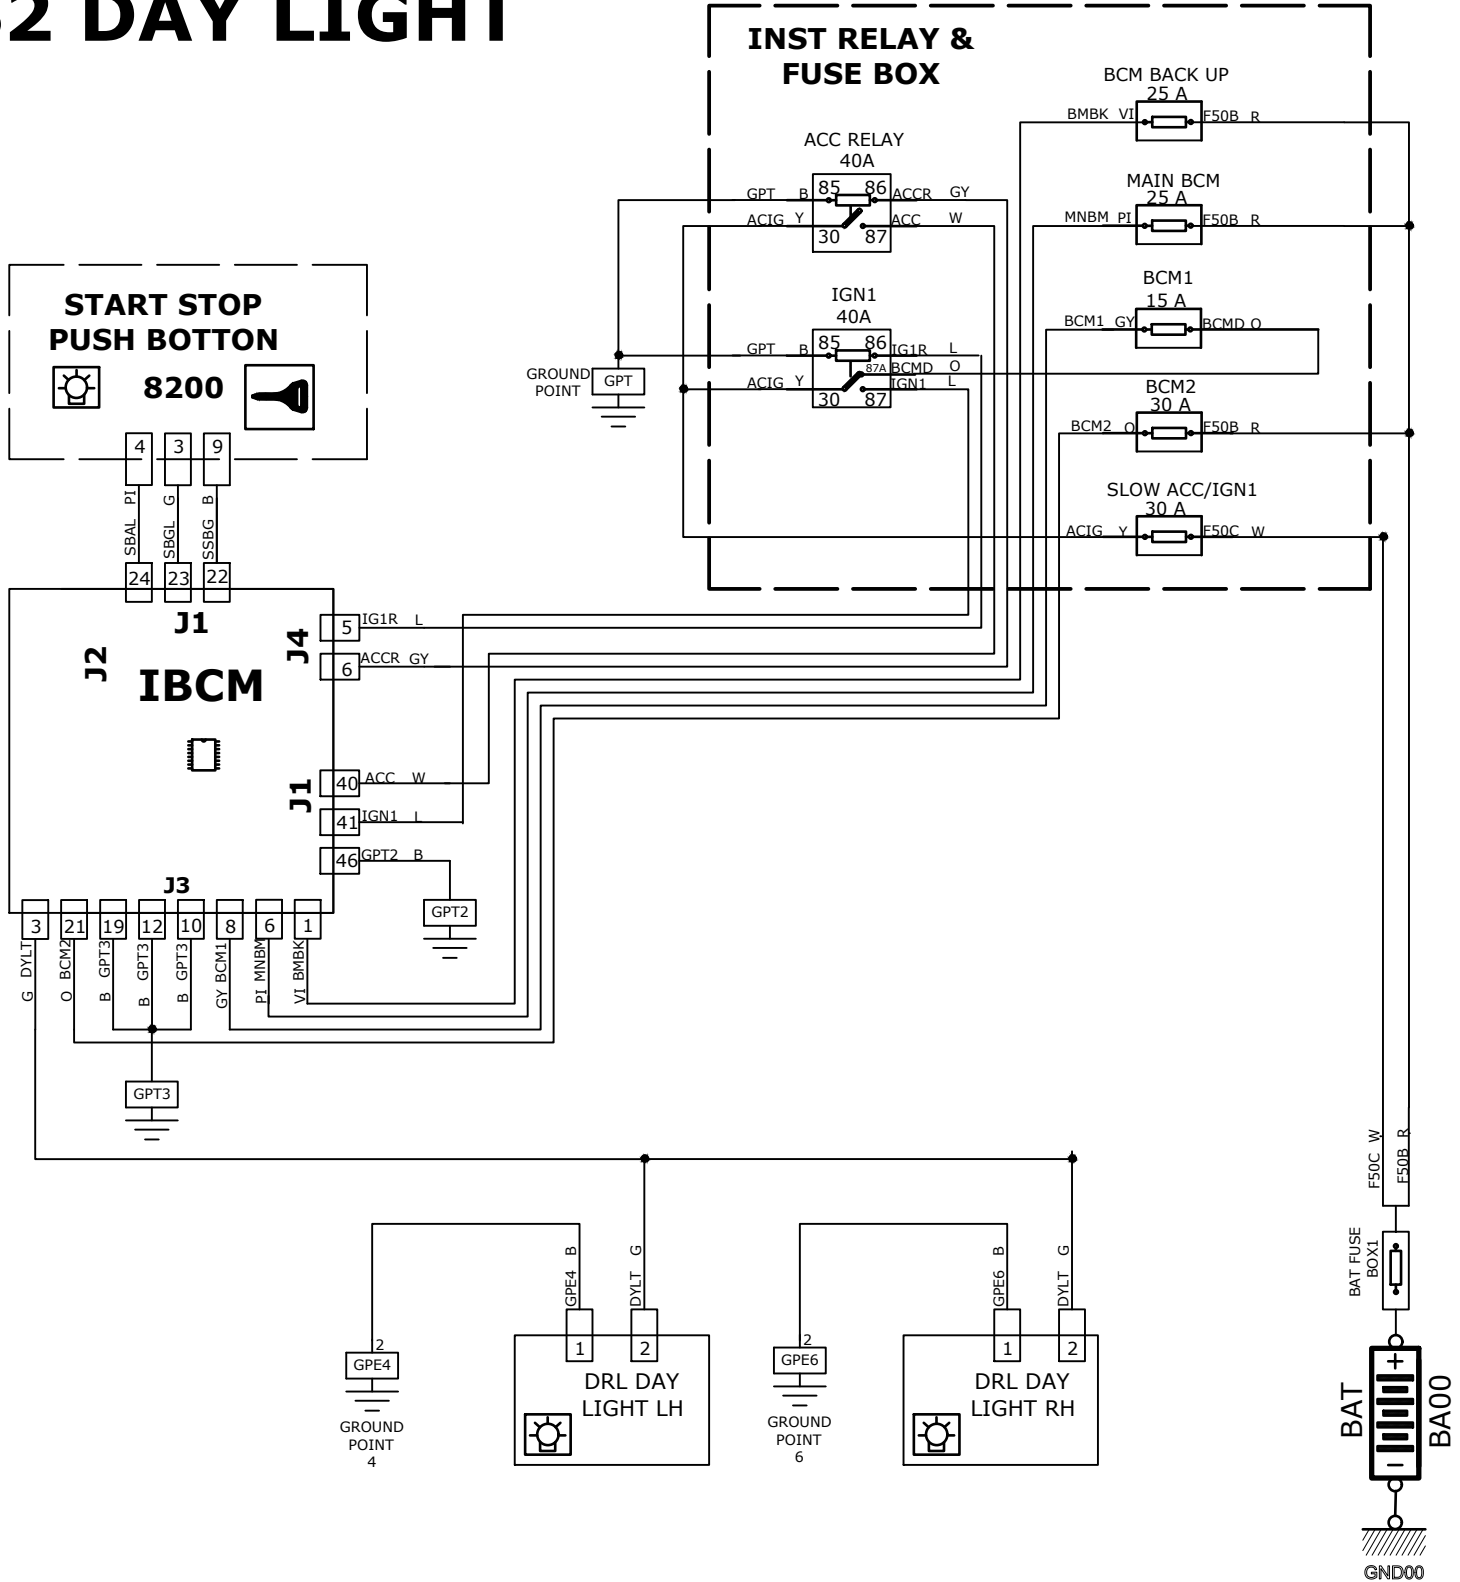 2 DAY LIGHT
INST RELAY &
FUSE BOX
BCM BACK UP
25 A
BMBK VI
F50B R
ACC RELAY
40A
85 86
GPT B
ACCR GY
ACIG Y
ACC W
30 87
MAIN BCM
25 A
MNBM PI
F50B R
IGN1
40A
85 86
GPT B
IG1R L
87A
BCMD O
ACIG Y
IGN1 L
30 87
GROUND
POINT
GPT
BCM1
15 A
BCM1 GY
BCMD O
BCM2
30 A
BCM2 O
F50B R
SLOW ACC/IGN1
30 A
ACIG Y
F50C W
START STOP
PUSH BOTTON
8200
4 3 9
SBAL PI
SBGL G
SSBG B
24 23 22
J1
J2
IBCM
J4
5 IG1R L
6 ACCR GY
J1
40 ACC W
41 IGN1 L
46 GPT2 B
GPT2
J3
3 21 19 12 10 8 6 1
G DYLT
O BCM2
B GPT3
B GPT3
B GPT3
GY BCM1
PI MNBM
VI BMBK
GPT3
F50C W
F50B R
BAT FUSE
BOX1
GPE4 B
DYLT G
GPE6 B
DYLT G
2
GPE4
GROUND
POINT
4
1 2
DRL DAY
LIGHT LH
2
GPE6
GROUND
POINT
6
1 2
DRL DAY
LIGHT RH
+
BAT
BA00
−
GND00